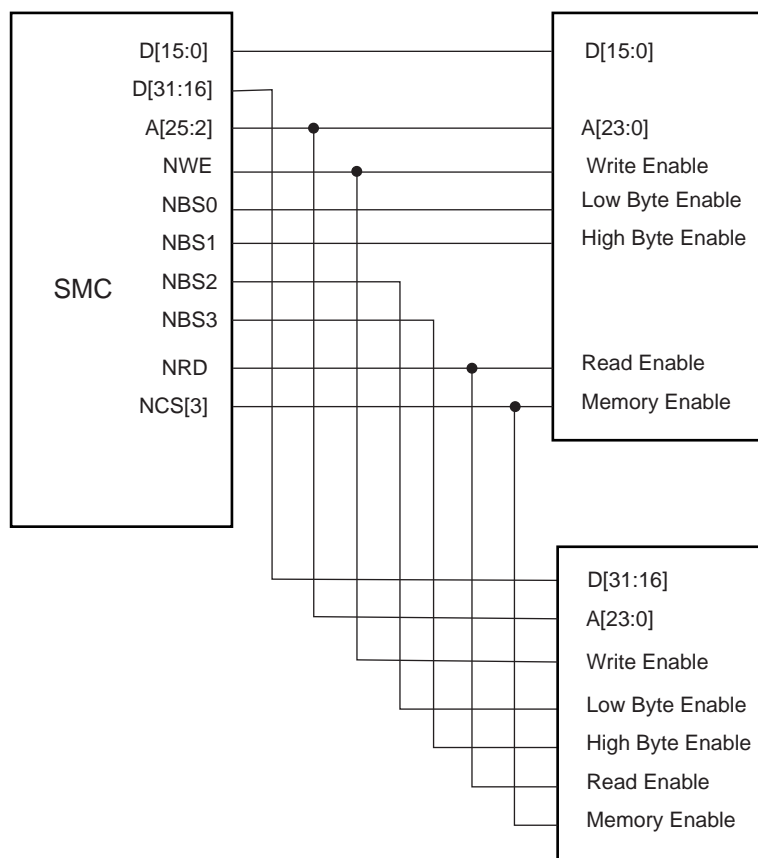 D[15:0]
D[31:16]
A[25:2]
NWE
NBS0
NBS1
NBS2
NBS3
NRD
NCS[3]
SMC
D[15:0]
A[23:0]
Write Enable
Low Byte Enable
High Byte Enable
Read Enable
Memory Enable
D[31:16]
A[23:0]
Write Enable
Low Byte Enable
High Byte Enable
Read Enable
Memory Enable